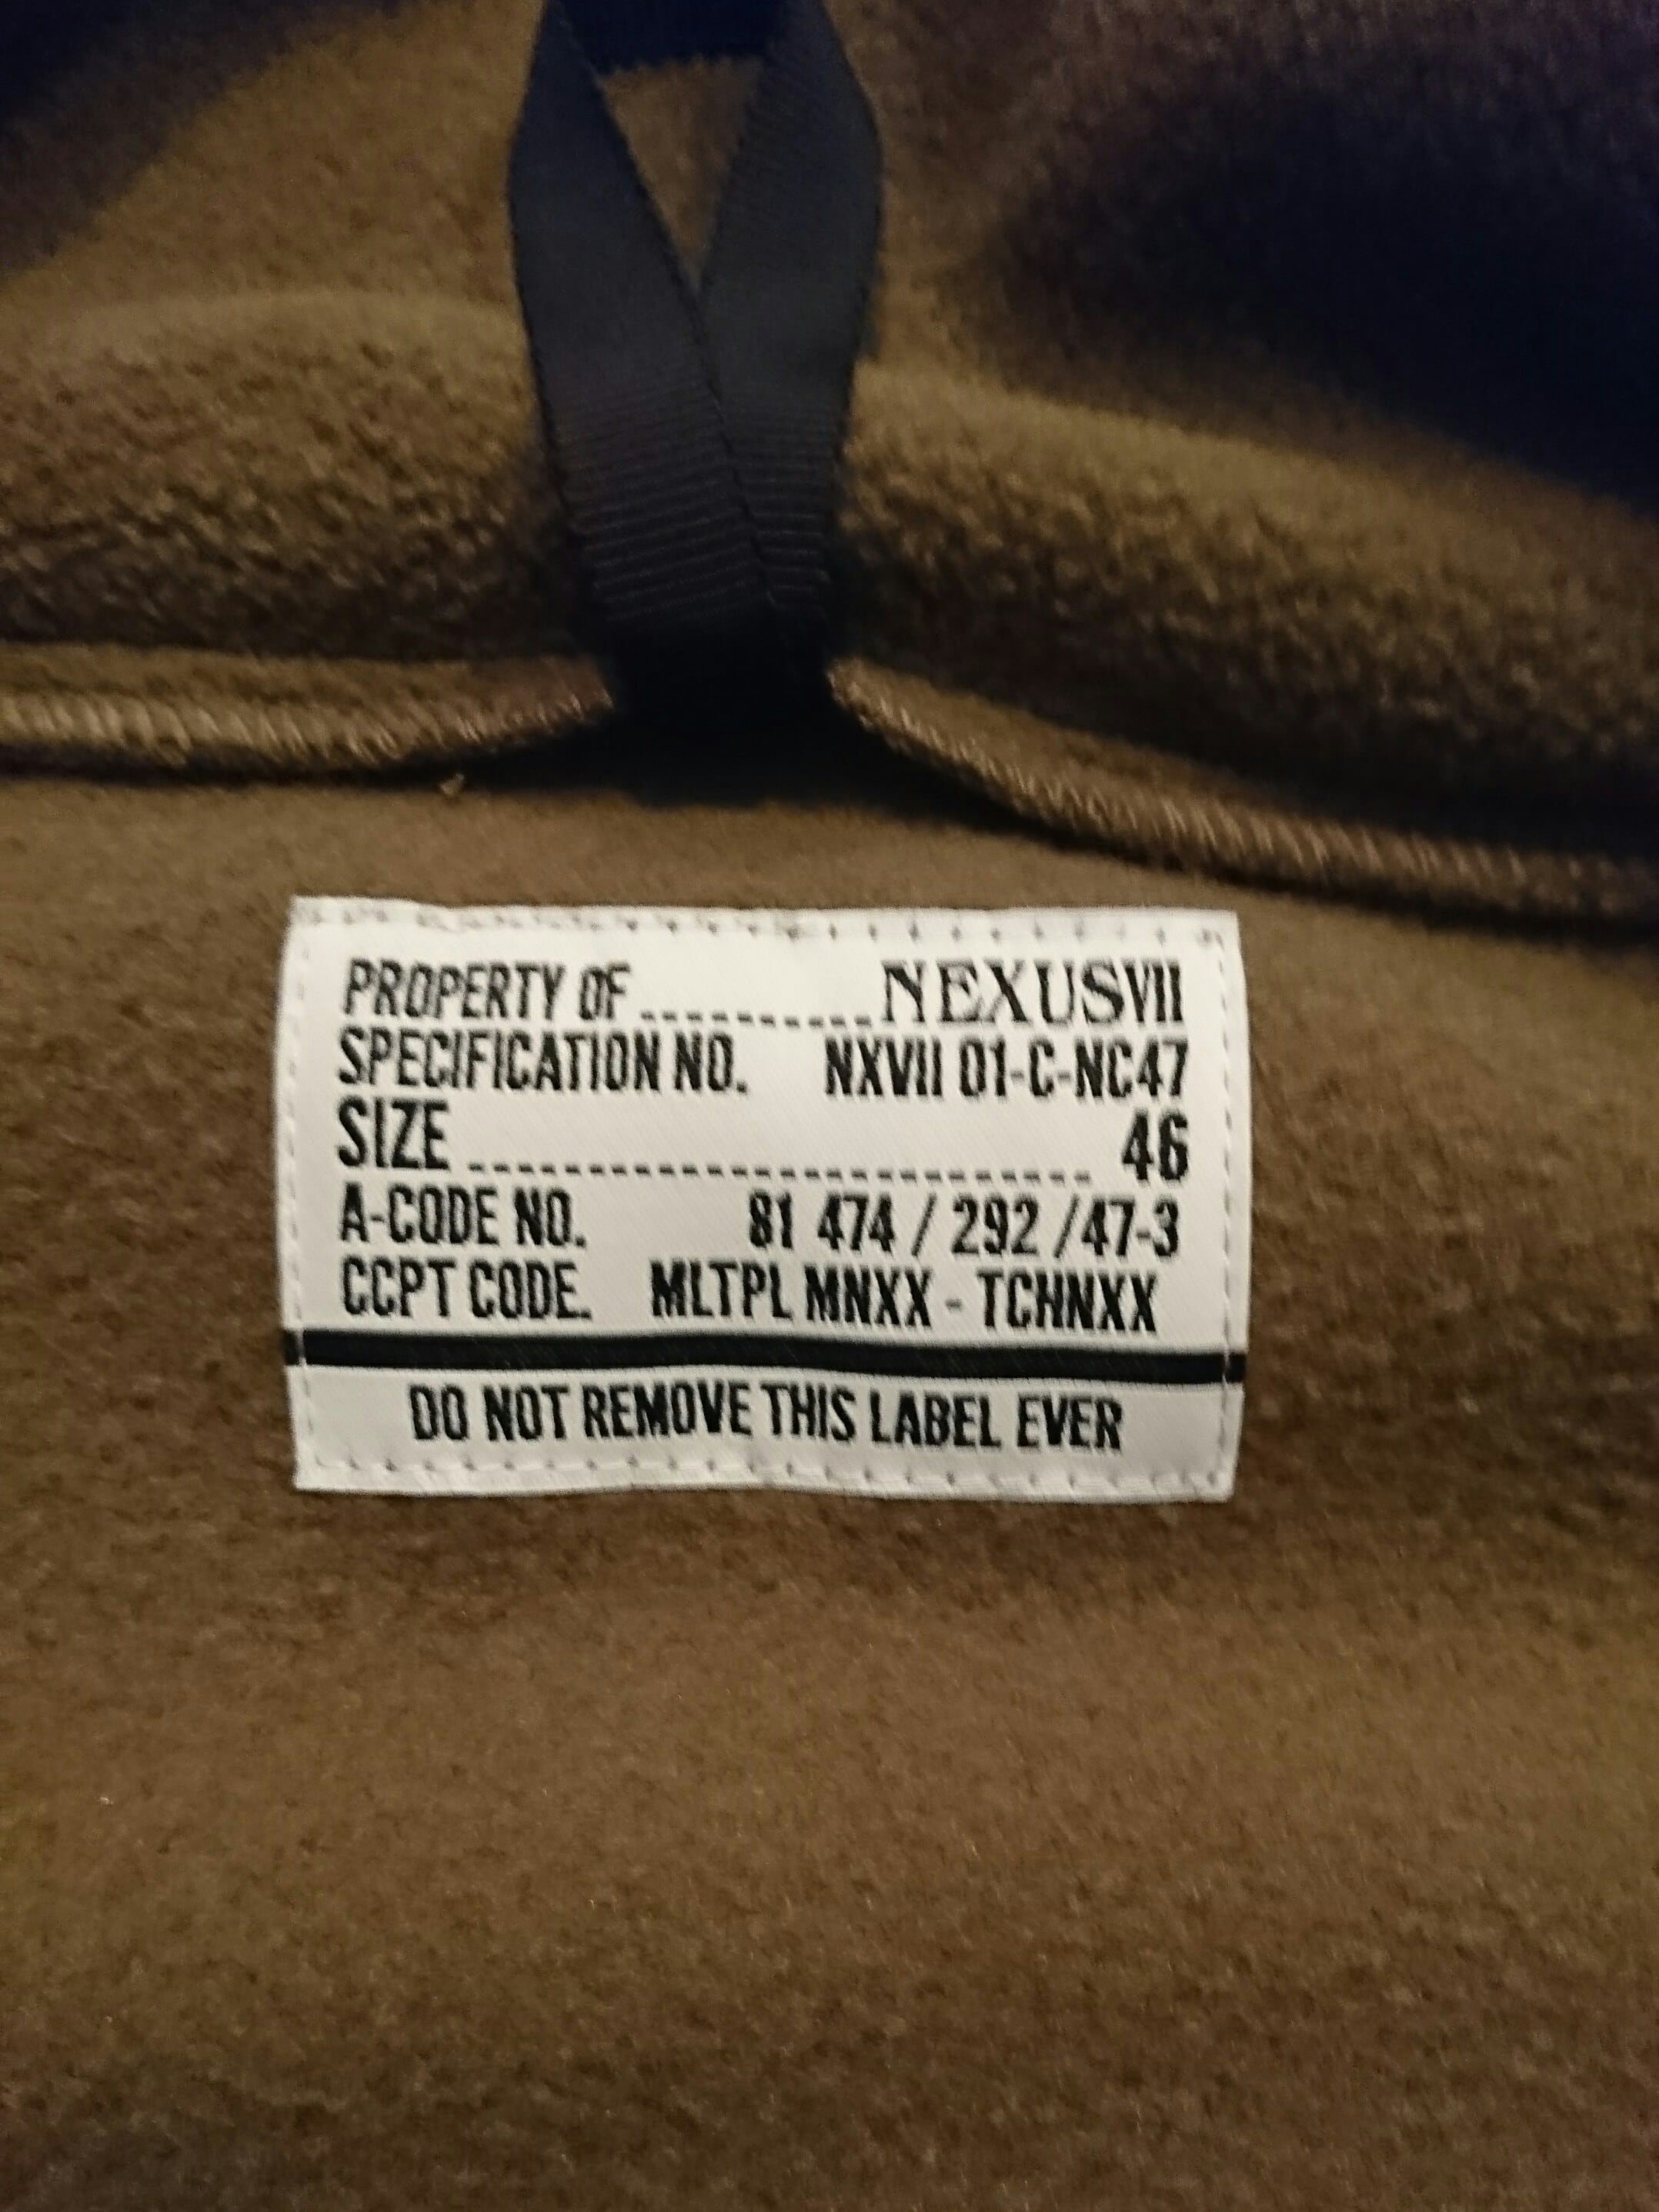 PROPERTY OF..........NEXUSVII
SPECIFICATION NO. NXVII 01-C-NC47
SIZE -------------------------- 46
A-CODE NO. 81 474 / 292 /47-3
CCPT CODE. MLTPL MNXX - TCHNXX
DO NOT REMOVE THIS LABEL EVER